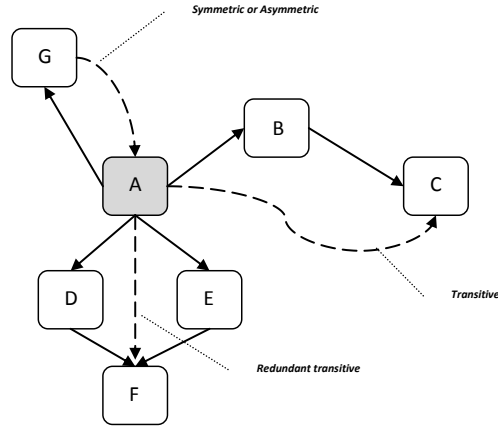 Symmetric or Asymmetric
G
B
A
C
D
E
Transitive
Redundant transitive
F